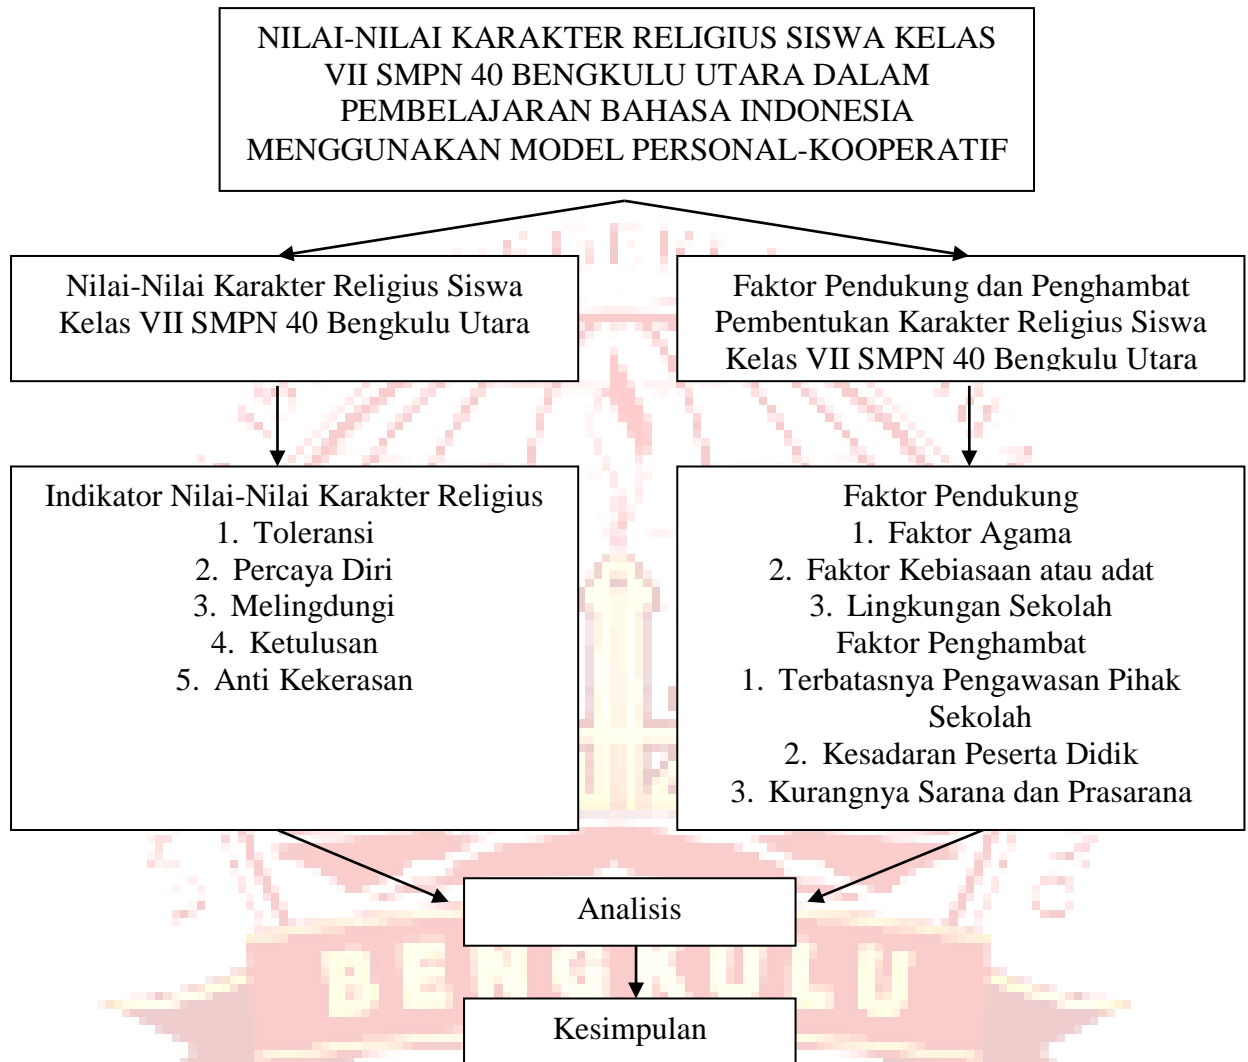 NILAI-NILAI KARAKTER RELIGIUS SISWA KELAS
VII SMPN 40 BENGKULU UTARA DALAM
PEMBELAJARAN BAHASA INDONESIA
MENGGUNAKAN MODEL PERSONAL-KOOPERATIF
Nilai-Nilai Karakter Religius Siswa
Kelas VII SMPN 40 Bengkulu Utara
Faktor Pendukung dan Penghambat
Pembentukan Karakter Religius Siswa
Kelas VII SMPN 40 Bengkulu Utara
Indikator Nilai-Nilai Karakter Religius
1. Toleransi
2. Percaya Diri
3. Melingdungi
4. Ketulusan
5. Anti Kekerasan
Faktor Pendukung
1. Faktor Agama
2. Faktor Kebiasaan atau adat
3. Lingkungan Sekolah
Faktor Penghambat
1. Terbatasnya Pengawasan Pihak
Sekolah
2. Kesadaran Peserta Didik
3. Kurangnya Sarana dan Prasarana
Analisis
Kesimpulan
BENGKULU